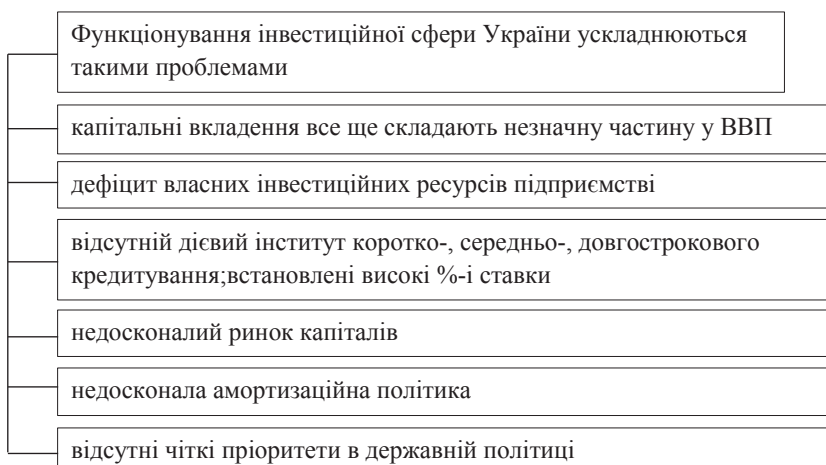 Функціонування інвестиційної сфери України ускладнюються
такими проблемами
капітальні вкладення все ще складають незначну частину у ВВП
дефіцит власних інвестиційних ресурсів підприємстві
відсутній дієвий інститут коротко-, середньо-, довгострокового
кредитування;встановлені високі %-і ставки
недосконалий ринок капіталів
недосконала амортизаційна політика
відсутні чіткі пріоритети в державній політиці